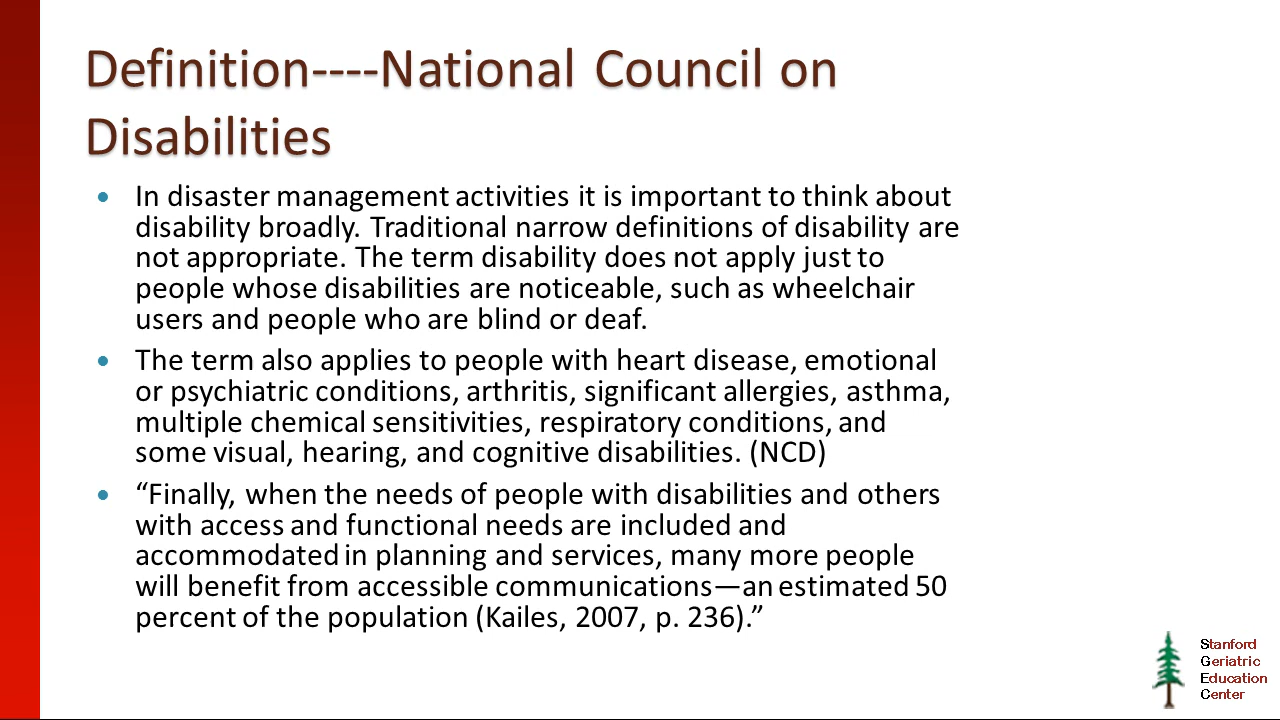 Definition----National Council on
Disabilities
• In disaster management activities it is important to think about
disability broadly. Traditional narrow definitions of disability are
not appropriate. The term disability does not apply just to
people whose disabilities are noticeable, such as wheelchair
users and people who are blind or deaf.
• The term also applies to people with heart disease, emotional
or psychiatric conditions, arthritis, significant allergies, asthma,
multiple chemical sensitivities, respiratory conditions, and
some visual, hearing, and cognitive disabilities. (NCD)
• “Finally, when the needs of people with disabilities and others
with access and functional needs are included and
accommodated in planning and services, many more people
will benefit from accessible communications—an estimated 50
percent of the population (Kailes, 2007, p. 236).”
Stanford
Geriatric
Education
Center